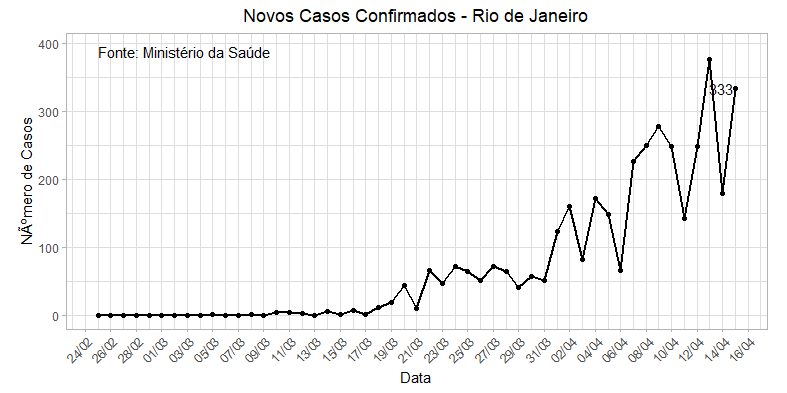 Novos Casos Confirmados - Rio de Janeiro
Fonte: Ministério da Saúde
400
300
200
100
0
NÃºmero de Casos
333
24/02 26/02 28/02 01/03 03/03 05/03 07/03 09/03 11/03 13/03 15/03 17/03 19/03 21/03 23/03 25/03 27/03 29/03 31/03 02/04 04/04 06/04 08/04 10/04 12/04 14/04 16/04
Data